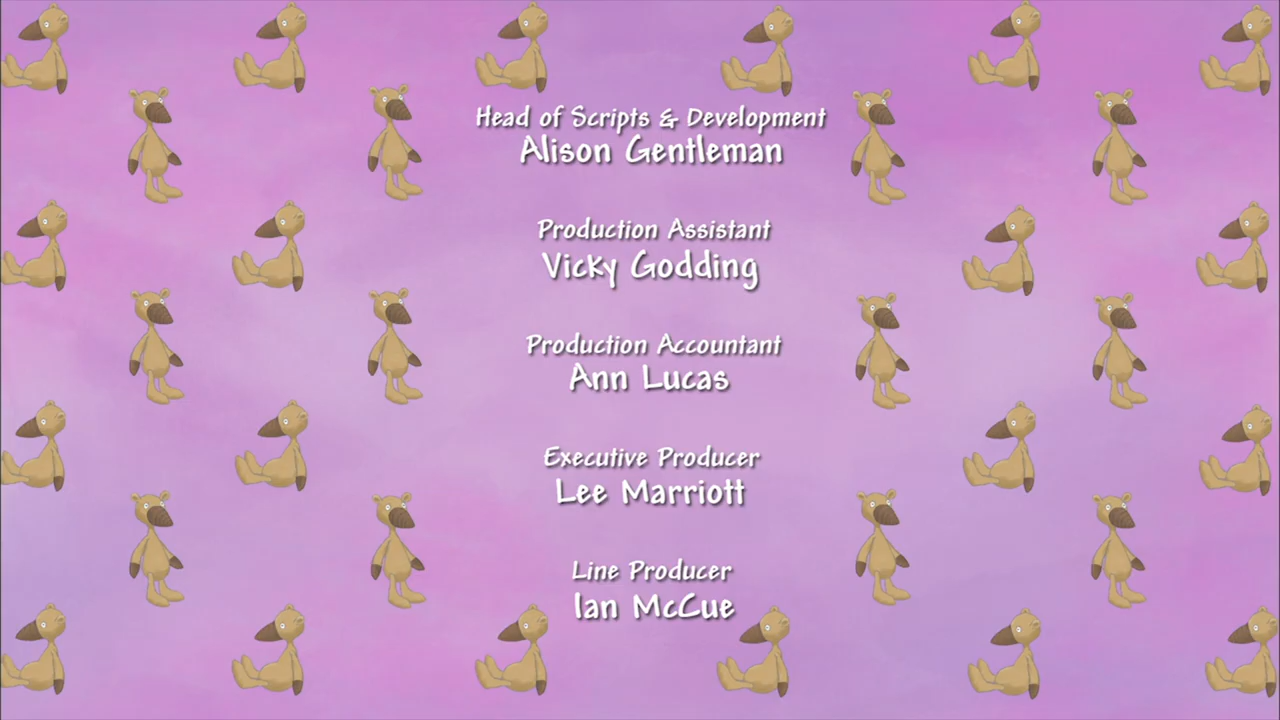 Head of Scripts & Development
Alison Gentleman
Production Assistant
Vicky Godding
Production Accountant
Ann Lucas
Executive Producer
Lee Marriott
Line Producer
Ian McCue